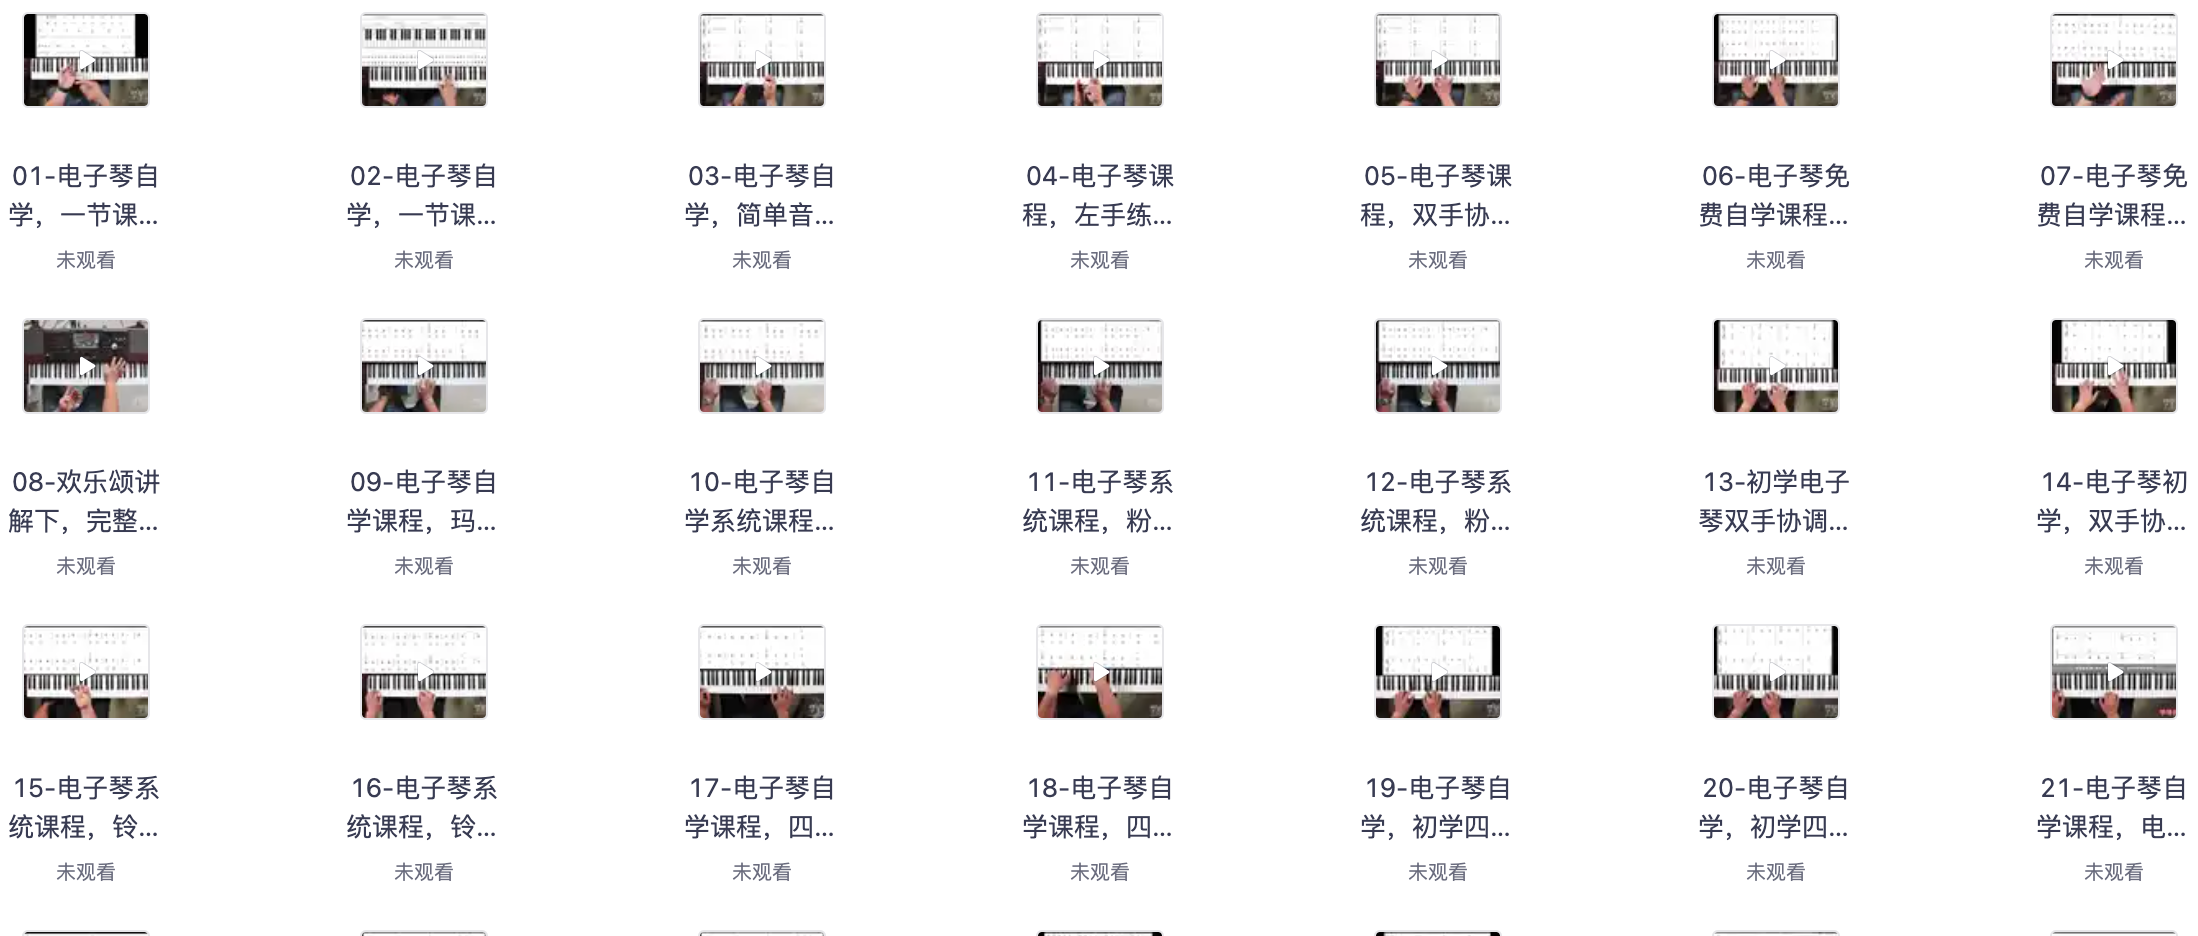 01-电子琴自
学，一节课...
未观看
02-电子琴自
学，一节课...
未观看
03-电子琴自
学，简单音...
未观看
04-电子琴课
程，左手练...
未观看
05-电子琴课
程，双手协...
未观看
06-电子琴免
费自学课程...
未观看
07-电子琴免
费自学课程...
未观看
08-欢乐颂讲
解下，完整...
未观看
09-电子琴自
学课程，玛...
未观看
10-电子琴自
学系统课程...
未观看
11-电子琴系
统课程，粉...
未观看
12-电子琴系
统课程，粉...
未观看
13-初学电子
琴双手协调...
未观看
14-电子琴初
学，双手协...
未观看
15-电子琴系
统课程，铃...
未观看
16-电子琴系
统课程，铃...
未观看
17-电子琴自
学课程，四...
未观看
18-电子琴自
学课程，四...
未观看
19-电子琴自
学，初学四...
未观看
20-电子琴自
学，初学四...
未观看
21-电子琴自
学课程，电...
未观看